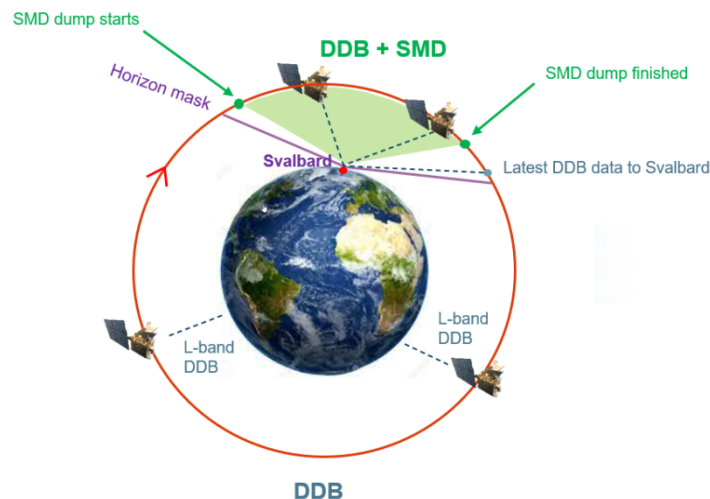 SMD dump starts
DDB + SMD
SMD dump finished
Horizon mask
Svalbard
Latest DDB data to Svalbard
L-band
DDB
L-band
DDB
DDB